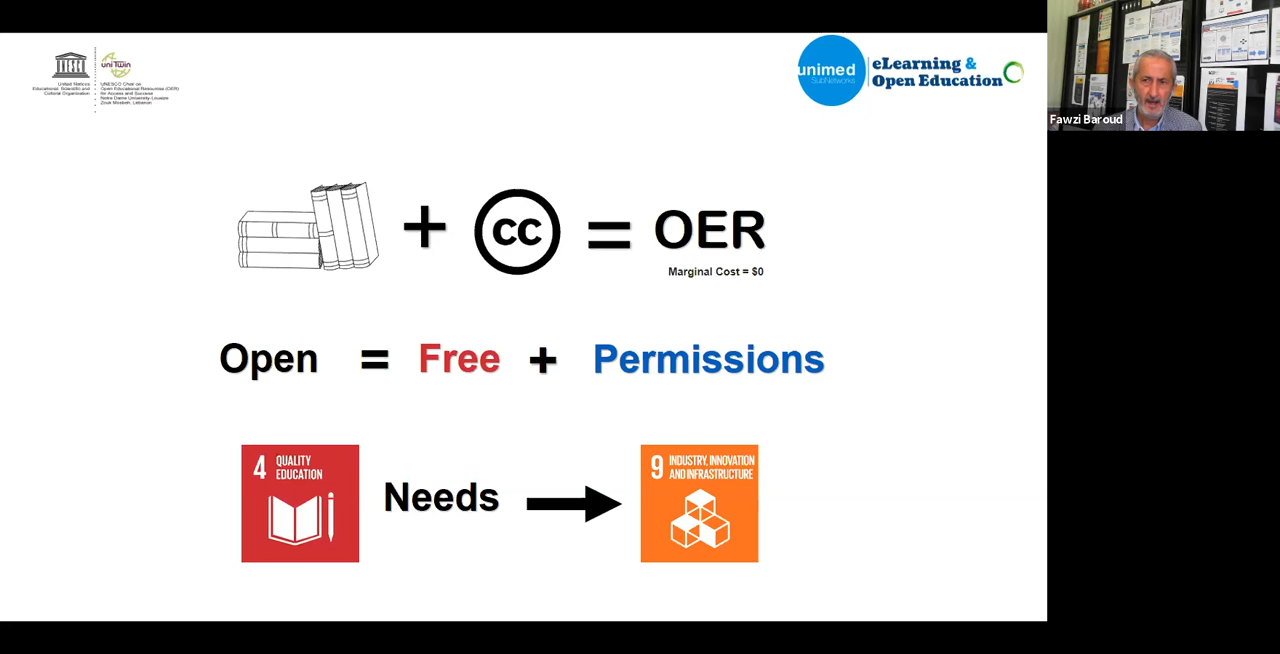 United Nations
Educational, Scientific and
Cultural Organization
uni Twin
UNESCO Chair on
Open Educational Resources (OER)
for Access and Success
Notre Dame University-Louaize
Zouk Mosbeh, Lebanon
unimed
SubNetworks
eLearning &
Open Education
Fawzi Baroud
+ cc = OER
Marginal Cost = $0
Open = Free + Permissions
4 QUALITY
EDUCATION
Needs
9 INDUSTRY, INNOVATION
AND INFRASTRUCTURE